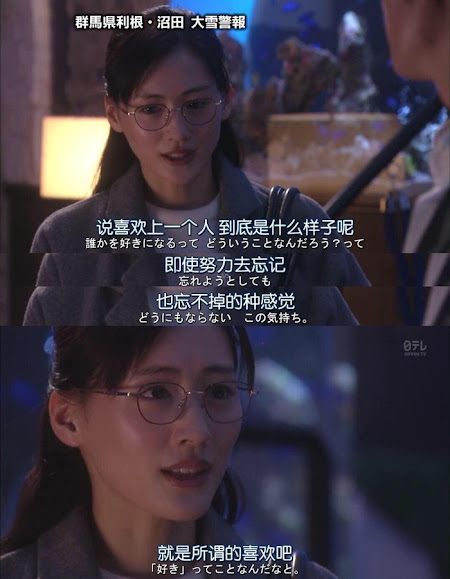 群馬県利根・沼田 大雪警報
说喜欢上一个人 到底是什么样子呢
誰かを好きになるって どういうことなんだろう？って
即使努力去忘记
忘れようとしても
也忘不掉的种感觉
どうにもならない この気持ち。
日テレ
就是所谓的喜欢吧
「好き」ってことなんだなと。